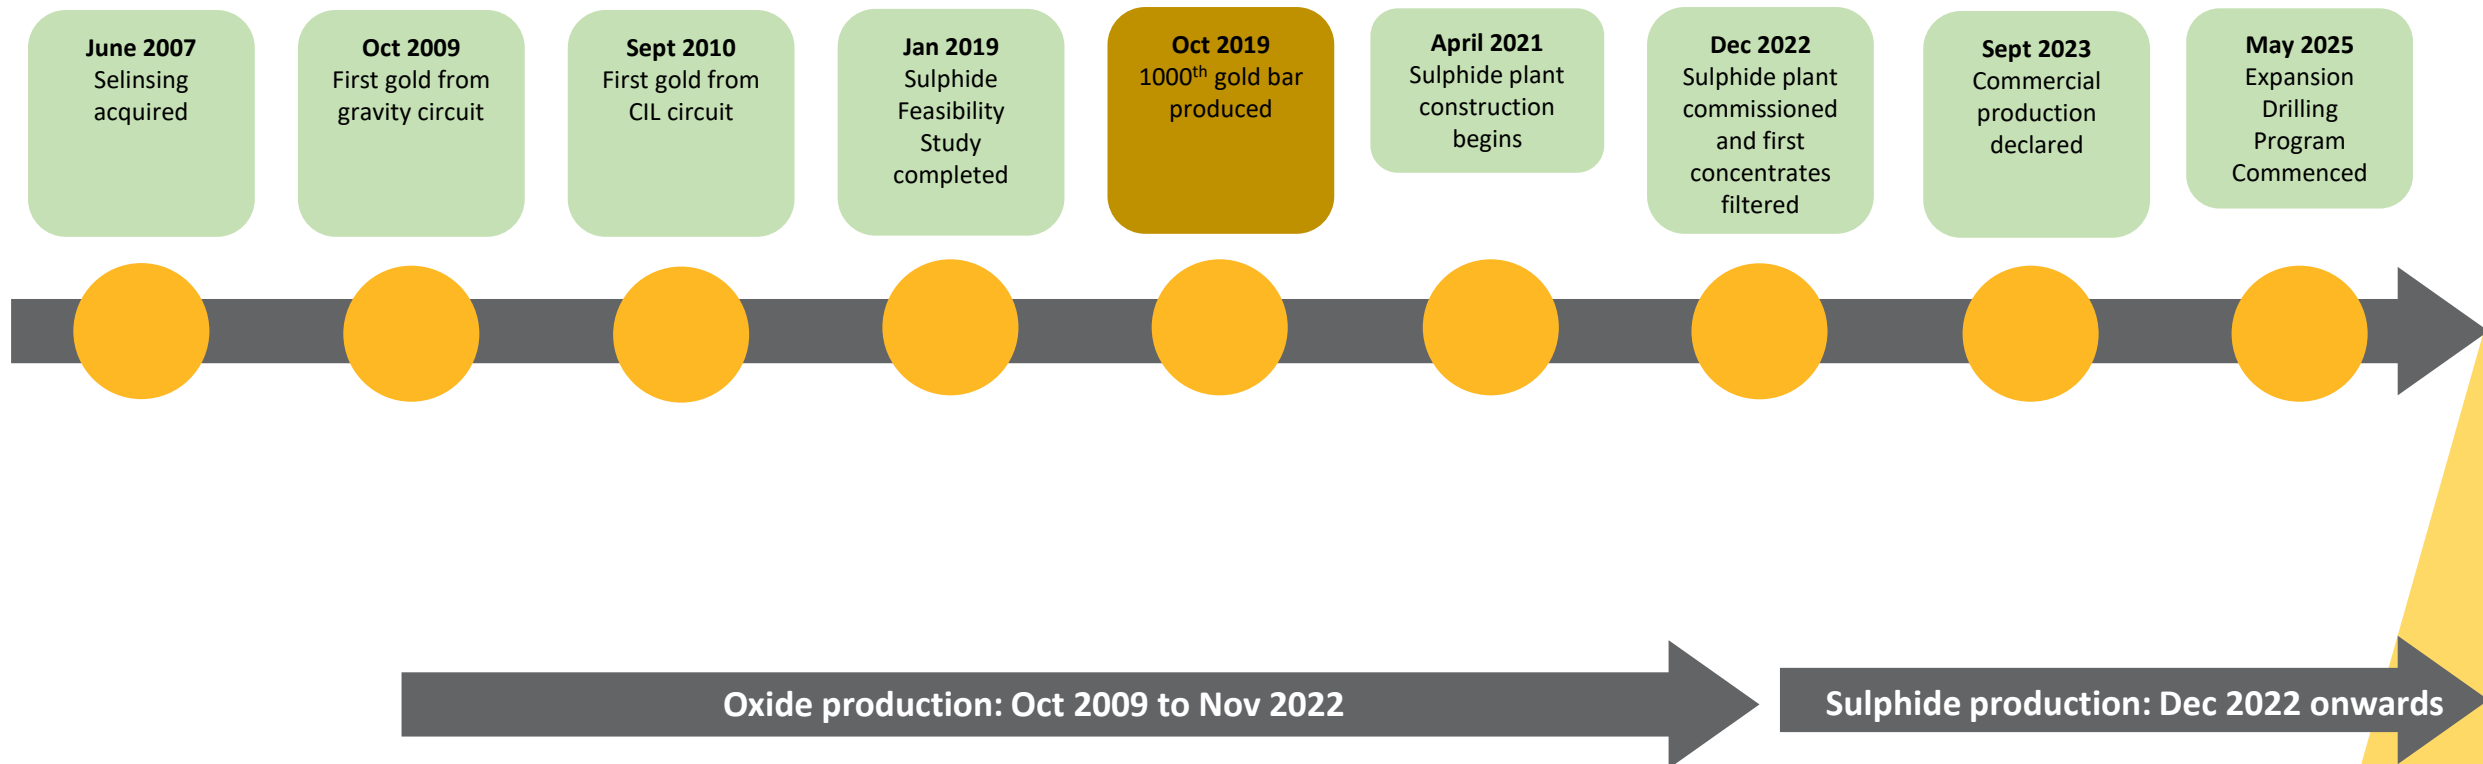 June 2007
Selinsing
acquired
Oct 2009
First gold from
gravity circuit
Sept 2010
First gold from
CIL circuit
Jan 2019
Sulphide
Feasibility
Study
completed
Oct 2019
1000th gold bar
produced
April 2021
Sulphide plant
construction
begins
Dec 2022
Sulphide plant
commissioned
and first
concentrates
filtered
Sept 2023
Commercial
production
declared
May 2025
Expansion
Drilling
Program
Commenced
Oxide production: Oct 2009 to Nov 2022
Sulphide production: Dec 2022 onwards